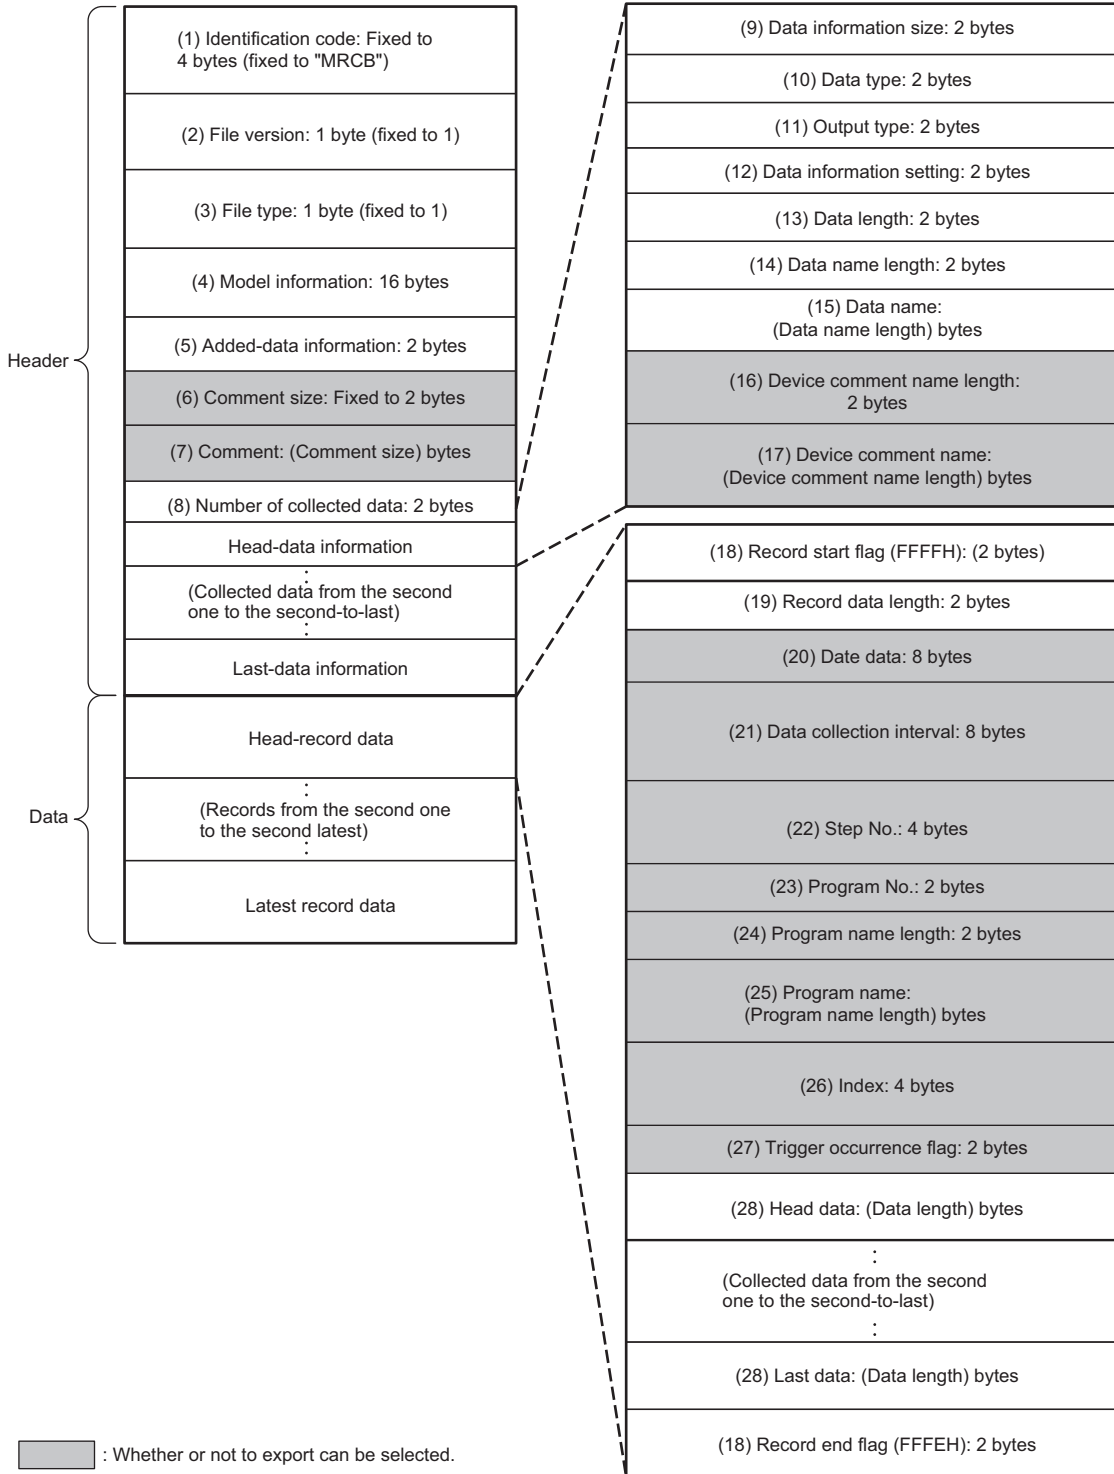 Header
(1) Identification code: Fixed to
4 bytes (fixed to "MRCB")
(2) File version: 1 byte (fixed to 1)
(3) File type: 1 byte (fixed to 1)
(4) Model information: 16 bytes
(5) Added-data information: 2 bytes
(6) Comment size: Fixed to 2 bytes
(7) Comment: (Comment size) bytes
(8) Number of collected data: 2 bytes
Head-data information
:
(Collected data from the second
one to the second-to-last)
:
Last-data information
Data
Head-record data
:
(Records from the second one
to the second latest)
:
Latest record data
(9) Data information size: 2 bytes
(10) Data type: 2 bytes
(11) Output type: 2 bytes
(12) Data information setting: 2 bytes
(13) Data length: 2 bytes
(14) Data name length: 2 bytes
(15) Data name:
(Data name length) bytes
(16) Device comment name length:
2 bytes
(17) Device comment name:
(Device comment name length) bytes
(18) Record start flag (FFFFH): (2 bytes)
(19) Record data length: 2 bytes
(20) Date data: 8 bytes
(21) Data collection interval: 8 bytes
(22) Step No.: 4 bytes
(23) Program No.: 2 bytes
(24) Program name length: 2 bytes
(25) Program name:
(Program name length) bytes
(26) Index: 4 bytes
(27) Trigger occurrence flag: 2 bytes
(28) Head data: (Data length) bytes
:
(Collected data from the second
one to the second-to-last)
:
(28) Last data: (Data length) bytes
(18) Record end flag (FFFEH): 2 bytes
: Whether or not to export can be selected.